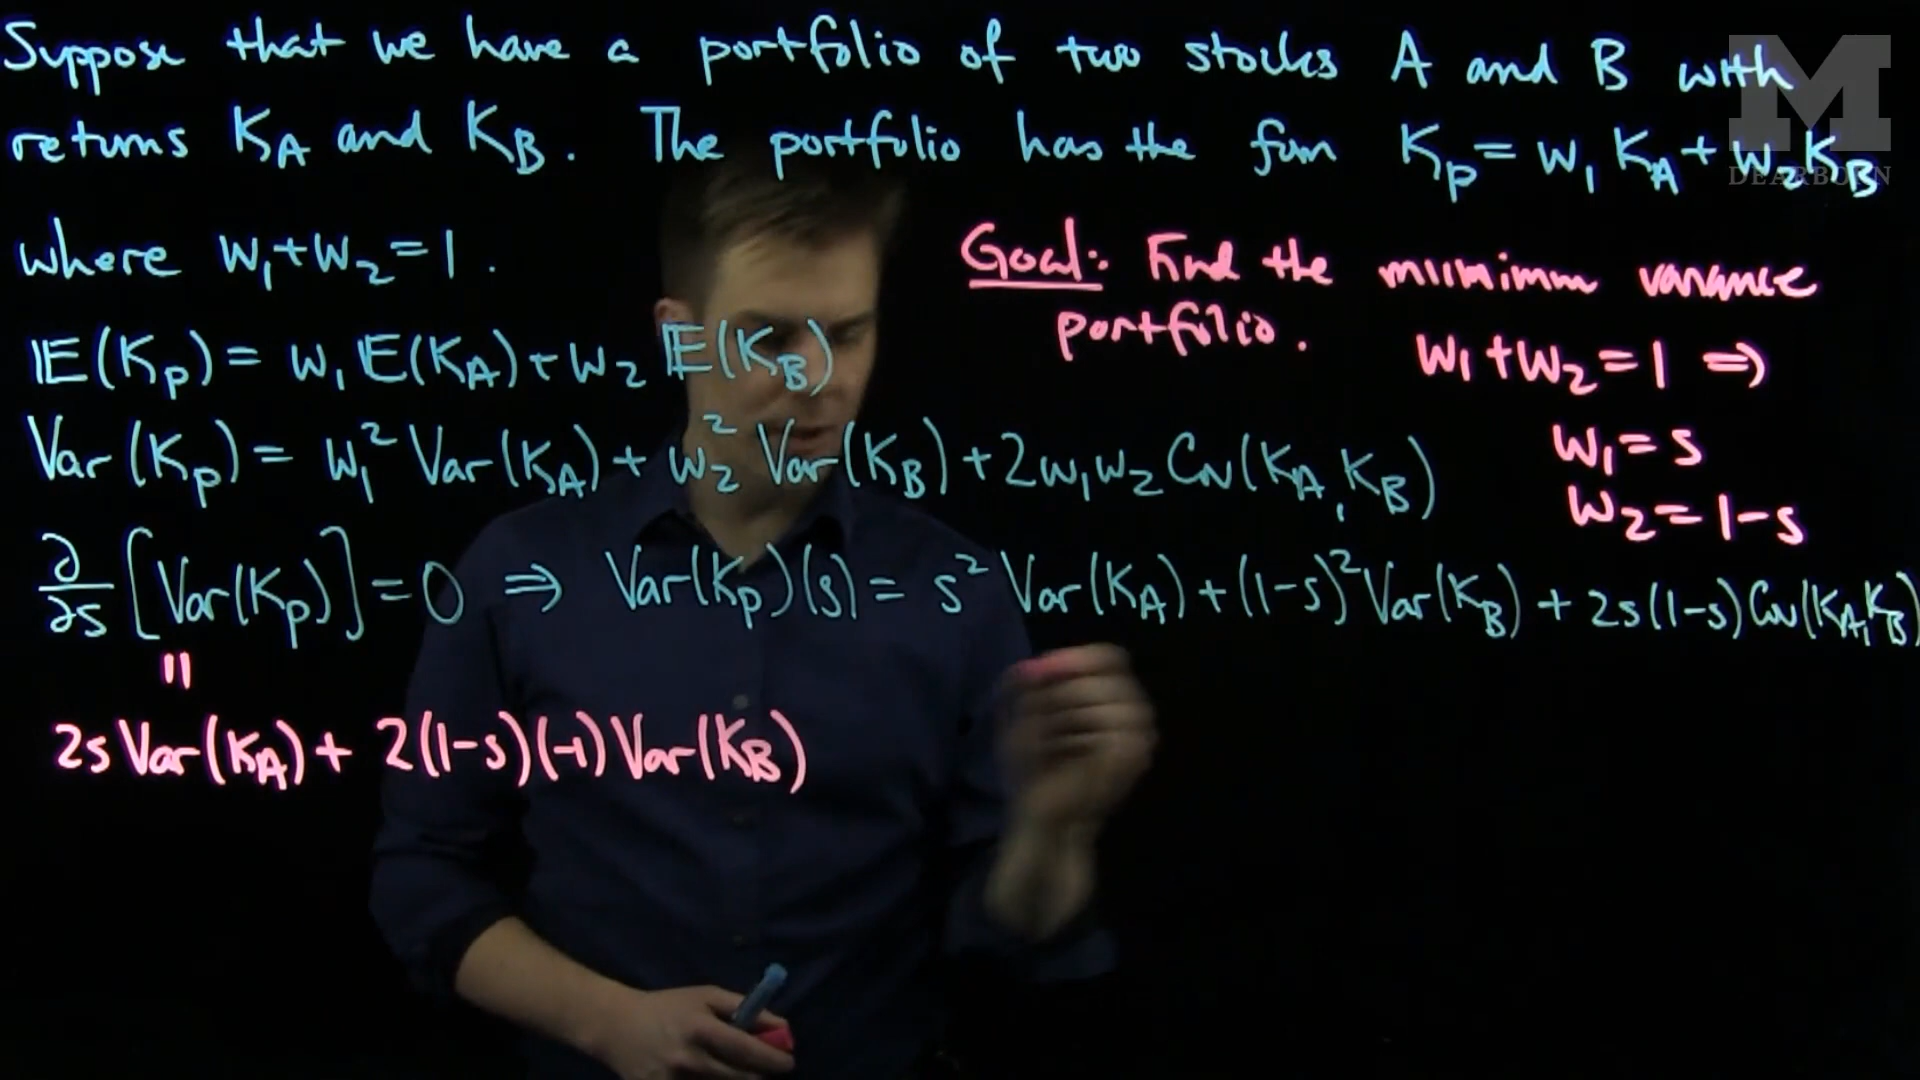 Suppose that we have a portfolio of two stocks A and B with
returns K_A and K_B. The portfolio has the form K_p = w_1 K_A + w_2 K_B
where w_1 + w_2 = 1.
Goal: Find the minimum variance
portfolio.
w_1 + w_2 = 1 ⇒
w_1 = s
w_2 = 1-s
𝔼(K_p) = w_1 𝔼(K_A) + w_2 𝔼(K_B)
Var(K_p) = w_1^2 Var(K_A) + w_2^2 Var(K_B) + 2w_1w_2 Cov(K_A, K_B)
∂/∂s [Var(K_p)] = 0 ⇒ Var(K_p)(s) = s^2 Var(K_A) + (1-s)^2 Var(K_B) + 2s(1-s) Cov(K_A, K_B)
=
2s Var(K_A) + 2(1-s)(-1) Var(K_B)
M
DEARBORN